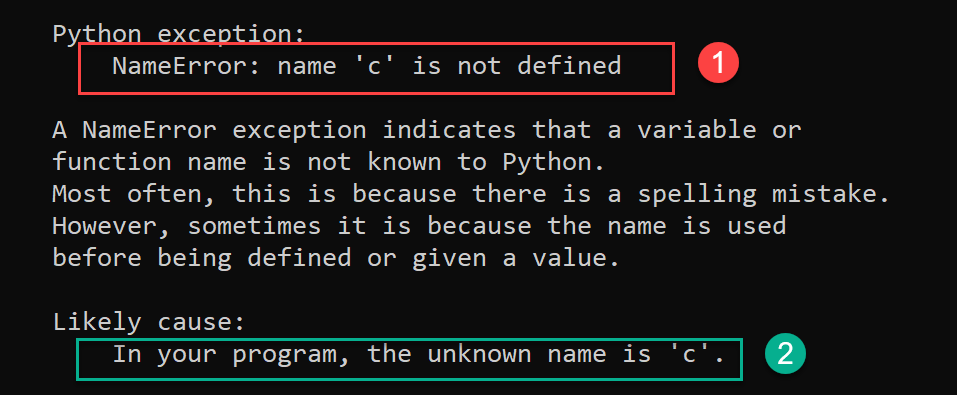 Python exception:
NameError: name 'c' is not defined
1
A NameError exception indicates that a variable or
function name is not known to Python.
Most often, this is because there is a spelling mistake.
However, sometimes it is because the name is used
before being defined or given a value.
Likely cause:
In your program, the unknown name is 'c'.
2